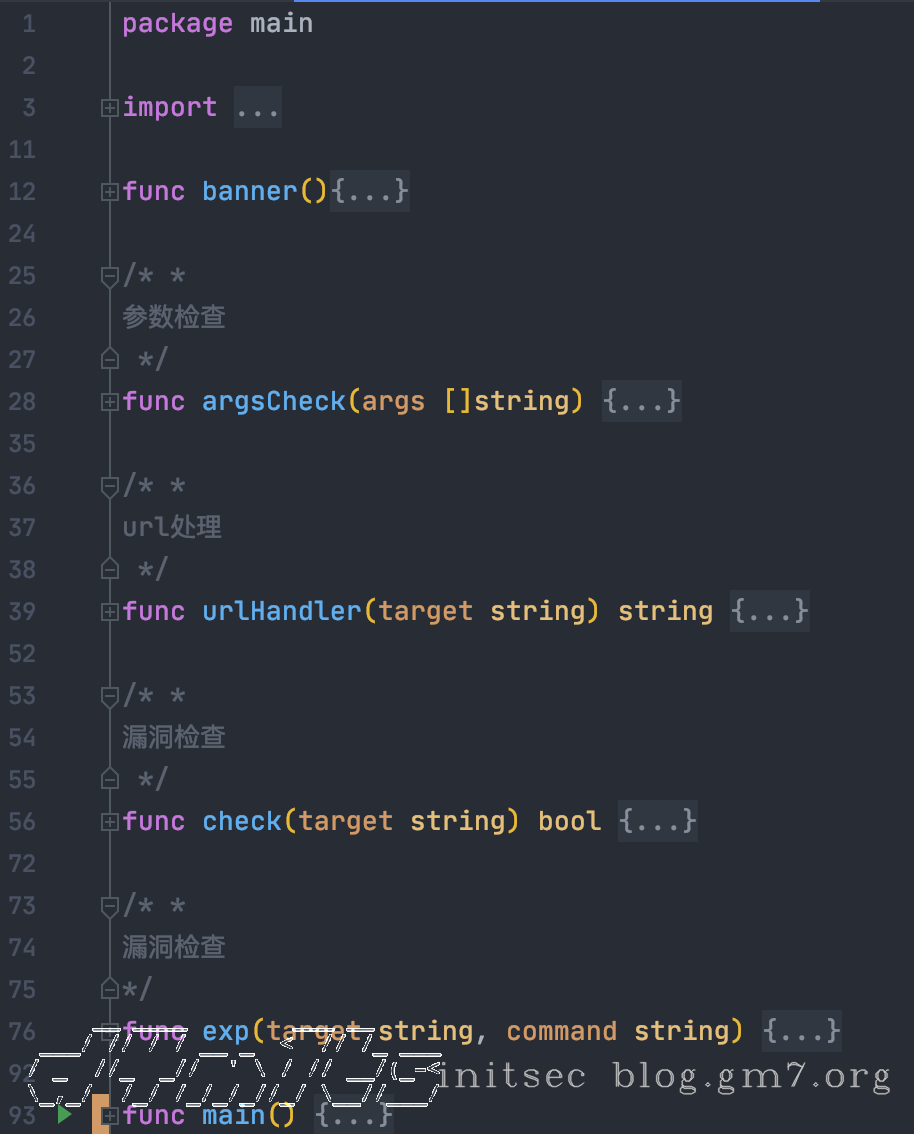 1 package main
2
3 import ...
11
12 func banner(){...}
24
25 /* *
26 参数检查
27 */
28 func argsCheck(args []string) {...}
35
36 /* *
37 url处理
38 */
39 func urlHandler(target string) string {...}
52
53 /* *
54 漏洞检查
55 */
56 func check(target string) bool {...}
72
73 /* *
74 漏洞检查
75 */
76 func exp(target string, command string) {...}
92 initsec blog.gm7.org
93 func main() {...}